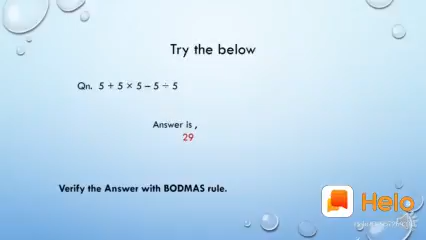 Try the below
Qn. 5 + 5 × 5 – 5 ÷ 5
Answer is ,
29
Verify the Answer with BODMAS rule.
Helo